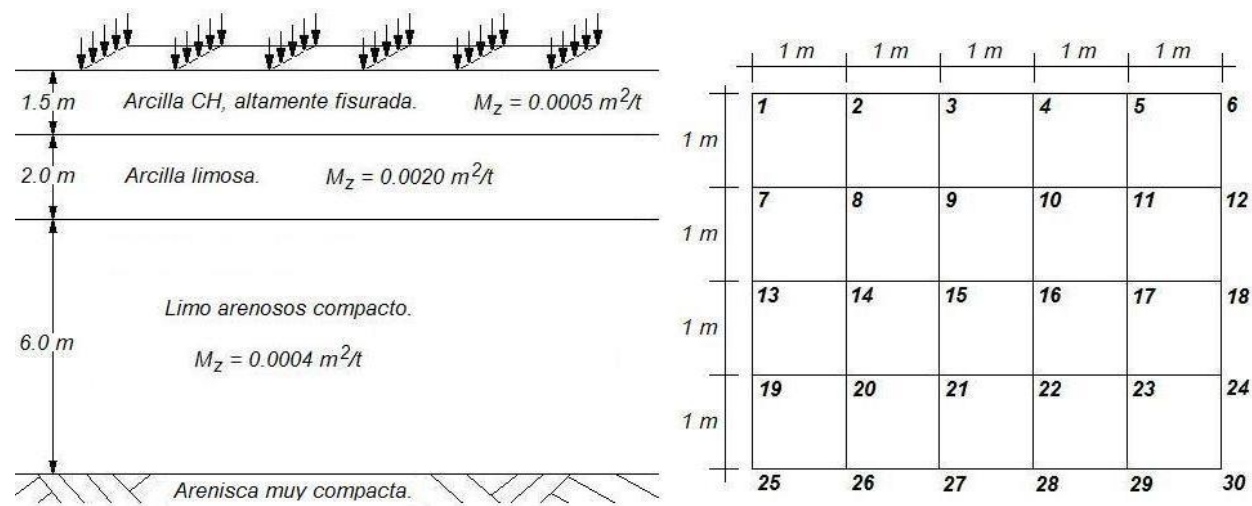 1.5 m Arcilla CH, altamente fisurada. Mz = 0.0005 m²/t
2.0 m Arcilla limosa. Mz = 0.0020 m²/t
Limo arenosos compacto.
6.0 m
Mz = 0.0004 m²/t
Arenisca muy compacta.
1 m 1 m 1 m 1 m 1 m
1 2 3 4 5 6
1 m
7 8 9 10 11 12
1 m
13 14 15 16 17 18
1 m
19 20 21 22 23 24
1 m
25 26 27 28 29 30